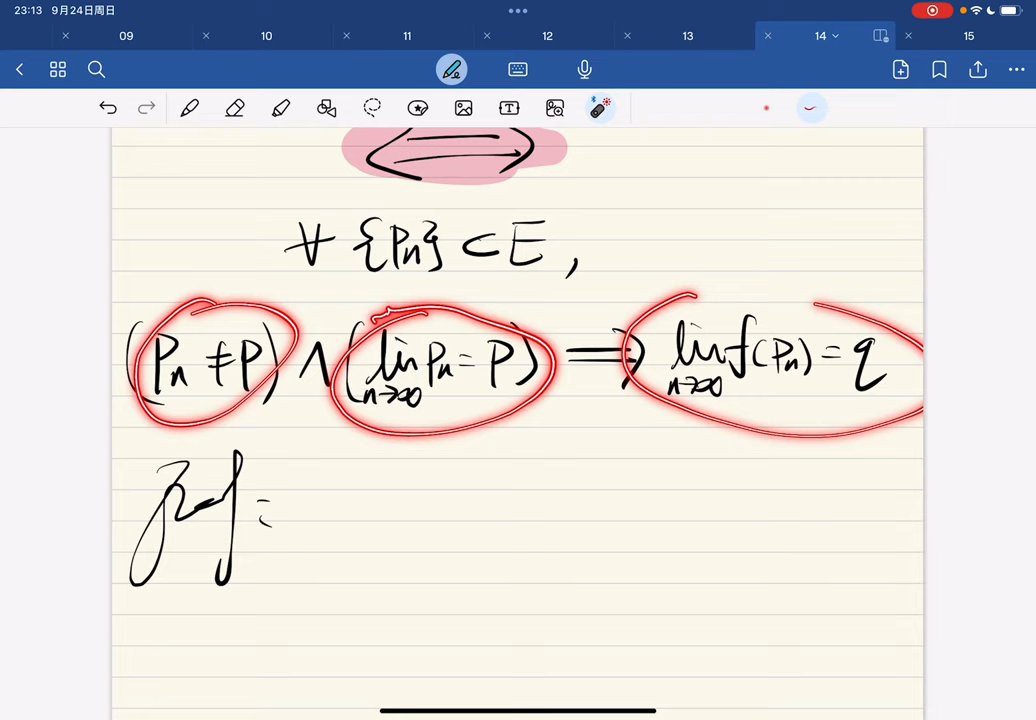 23:13 9月24日周日
09 10 11 12 13 14 15
∀ {Pn} ⊂ E,
(Pn ≠ P) ∧ (lim n→∞ Pn = P) ⟹ lim n→∞ f(Pn) = q